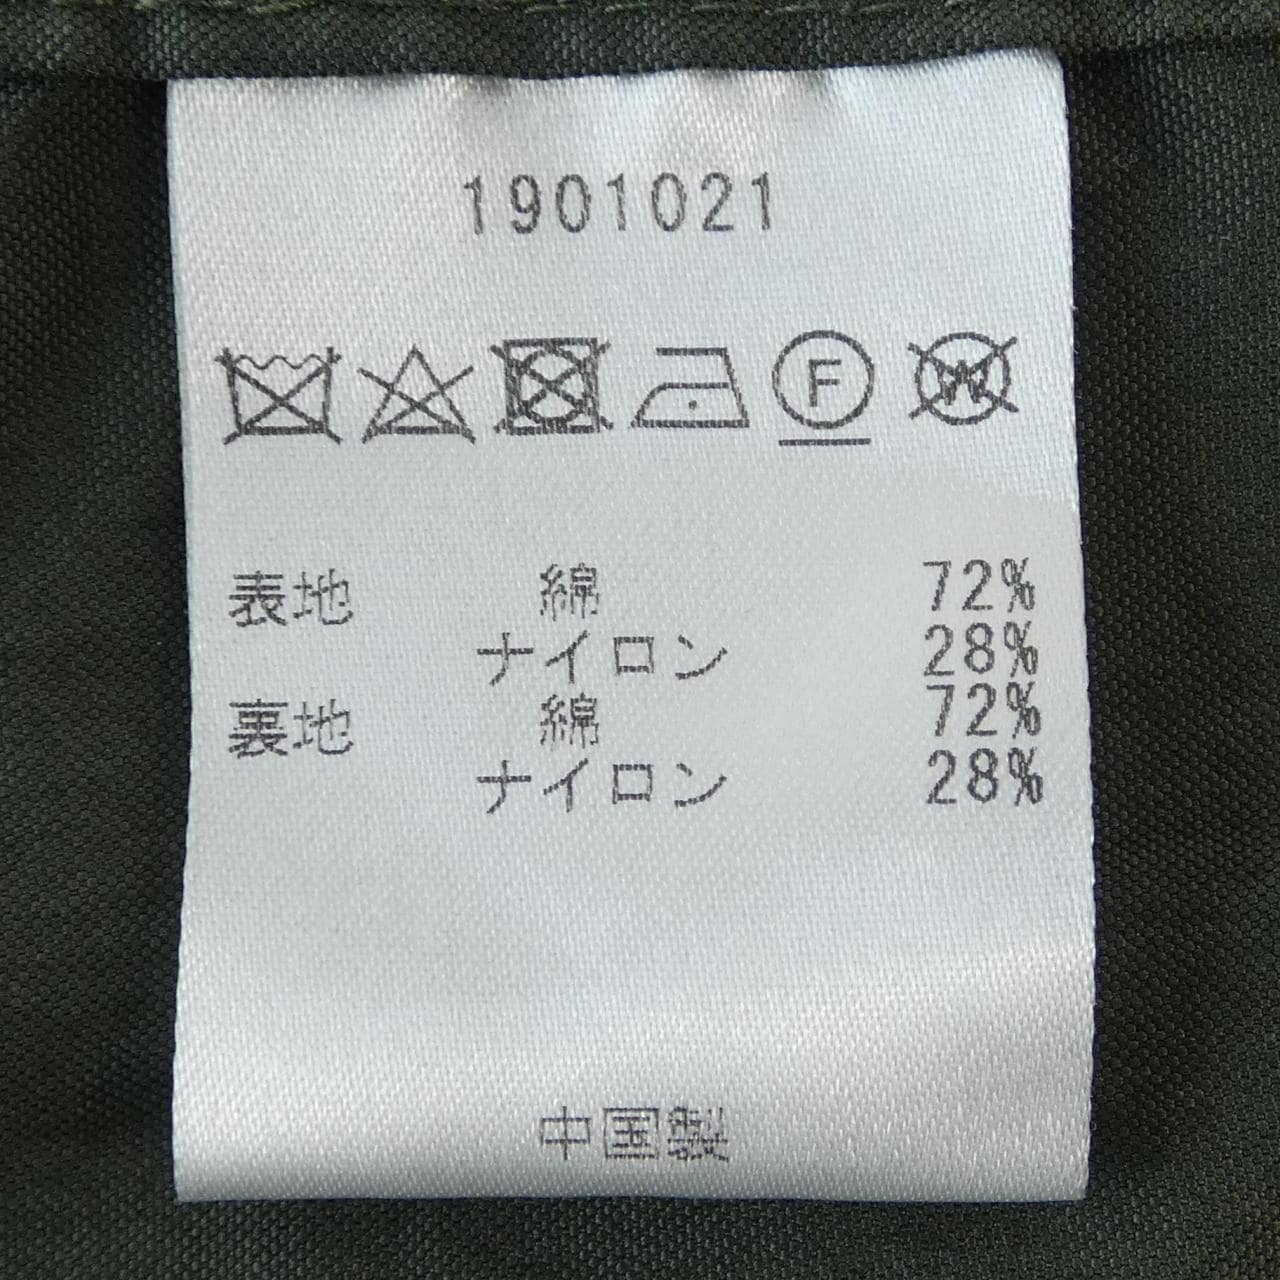 1901021
F W
表地 綿 72%
ナイロン 28%
裏地 綿 72%
ナイロン 28%
中国製